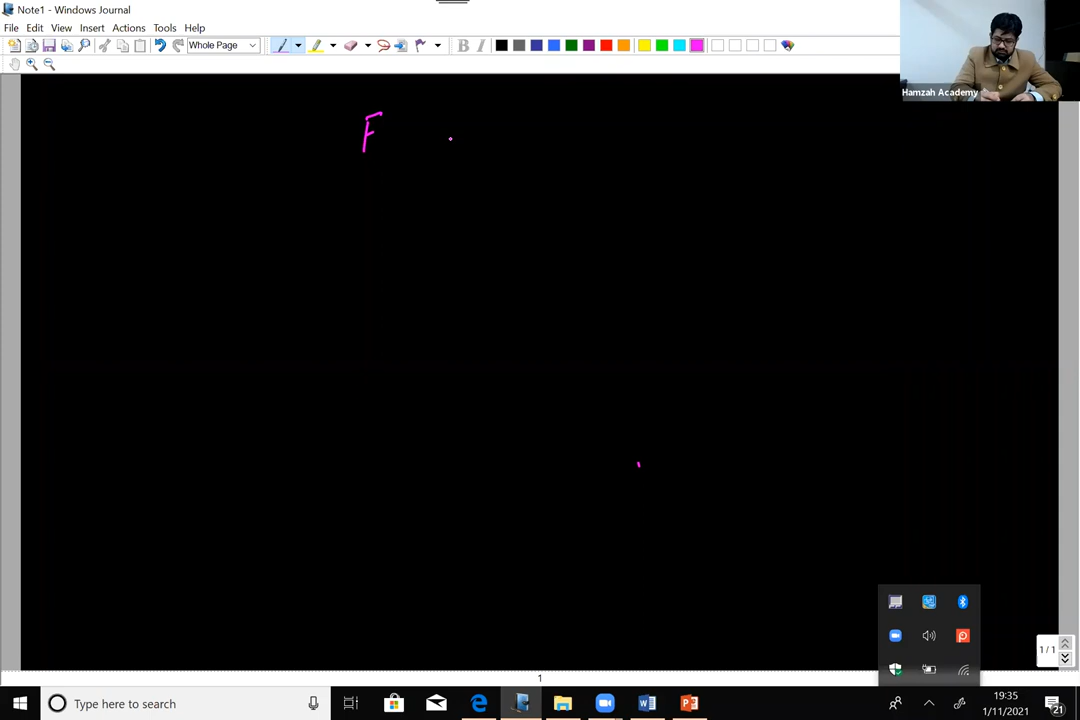 Note1 - Windows Journal
File Edit View Insert Actions Tools Help
Whole Page
B I
Hamzah Academy
F
1 / 1
1
Type here to search
19:35
1/11/2021
21